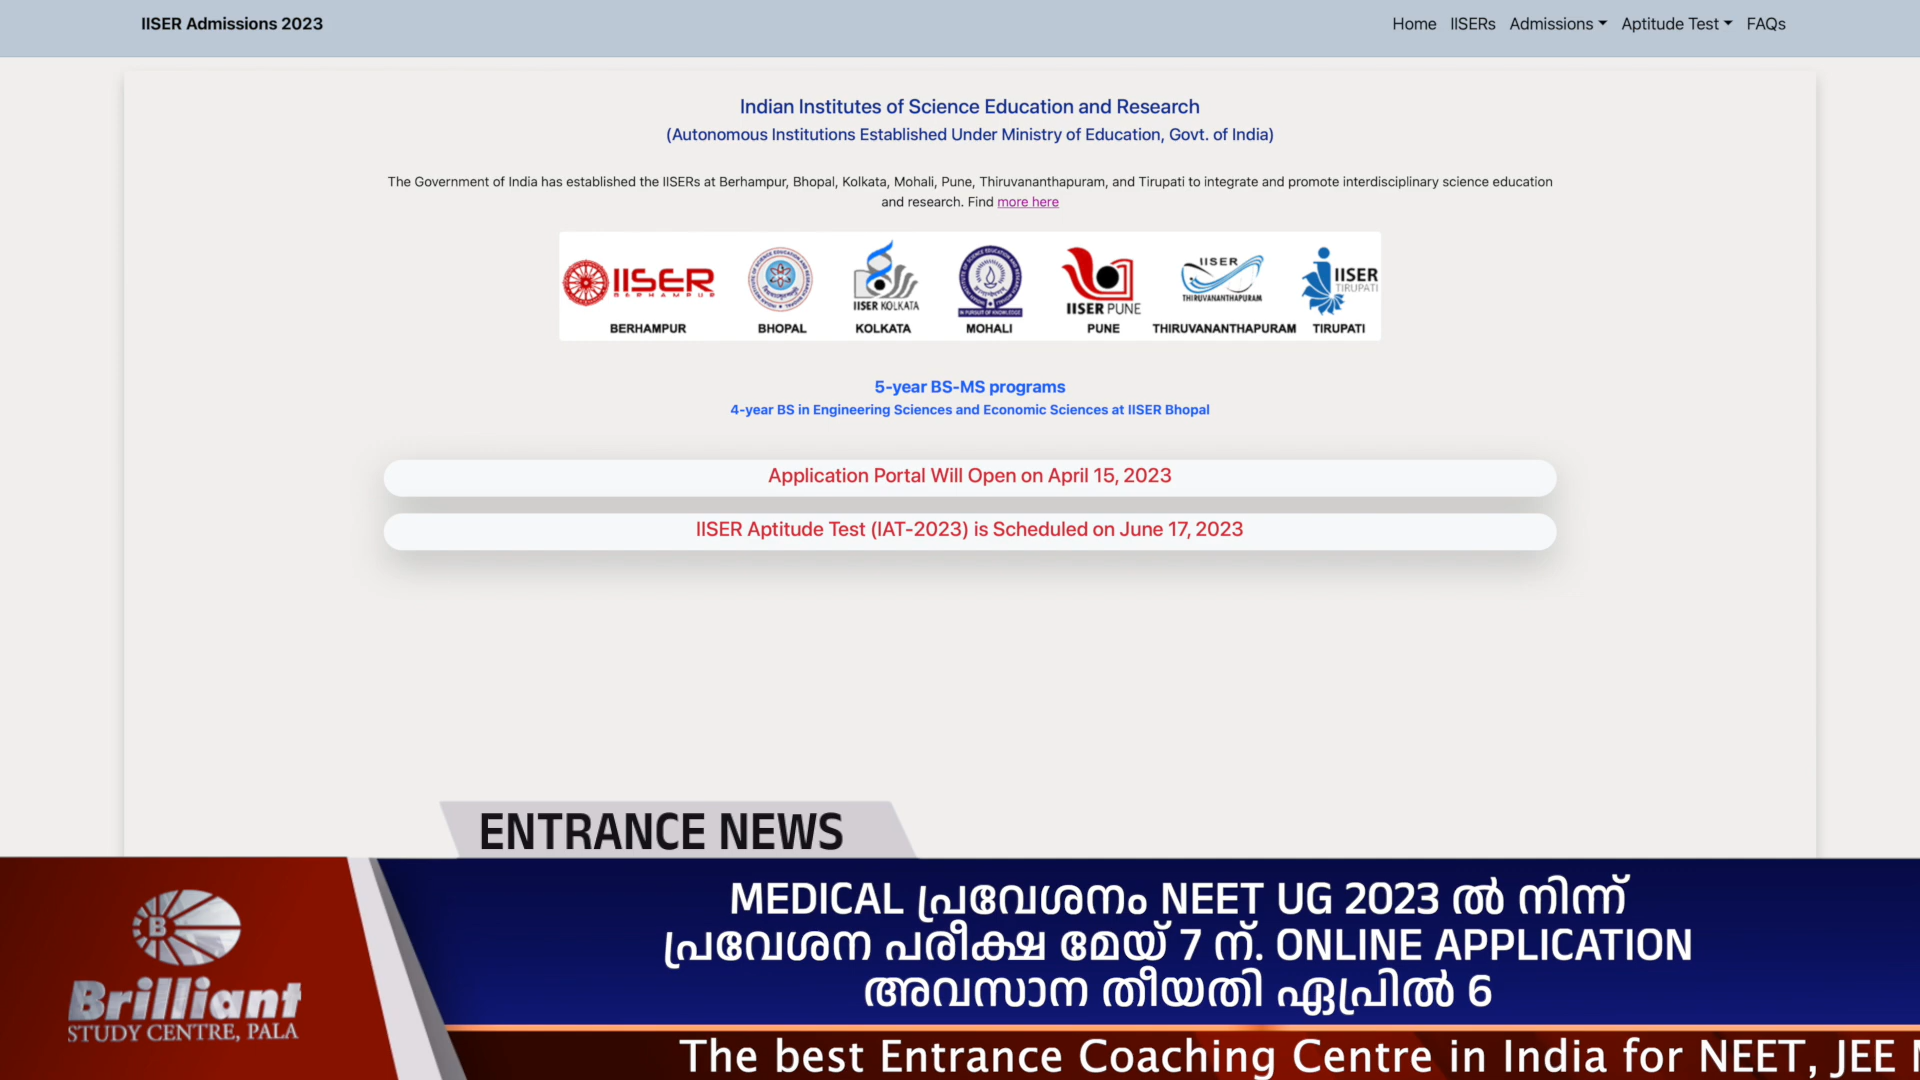 IISER Admissions 2023
Home IISERs Admissions Aptitude Test FAQs
Indian Institutes of Science Education and Research
(Autonomous Institutions Established Under Ministry of Education, Govt. of India)
The Government of India has established the IISERs at Berhampur, Bhopal, Kolkata, Mohali, Pune, Thiruvananthapuram, and Tirupati to integrate and promote interdisciplinary science education
and research. Find more here
IISER BERHAMPUR
IISER KOLKATA
IN PURSUIT OF KNOWLEDGE
IISER PUNE
IISER THIRUVANANTHAPURAM
IISER TIRUPATI
BERHAMPUR BHOPAL KOLKATA MOHALI PUNE THIRUVANANTHAPURAM TIRUPATI
5-year BS-MS programs
4-year BS in Engineering Sciences and Economic Sciences at IISER Bhopal
Application Portal Will Open on April 15, 2023
IISER Aptitude Test (IAT-2023) is Scheduled on June 17, 2023
ENTRANCE NEWS
MEDICAL പ്രവേശനം NEET UG 2023 ൽ നിന്ന്
പ്രവേശന പരീക്ഷ മേയ് 7 ന്. ONLINE APPLICATION
അവസാന തീയതി ഏപ്രിൽ 6
B
Brilliant
STUDY CENTRE, PALA
The best Entrance Coaching Centre in India for NEET, JEE